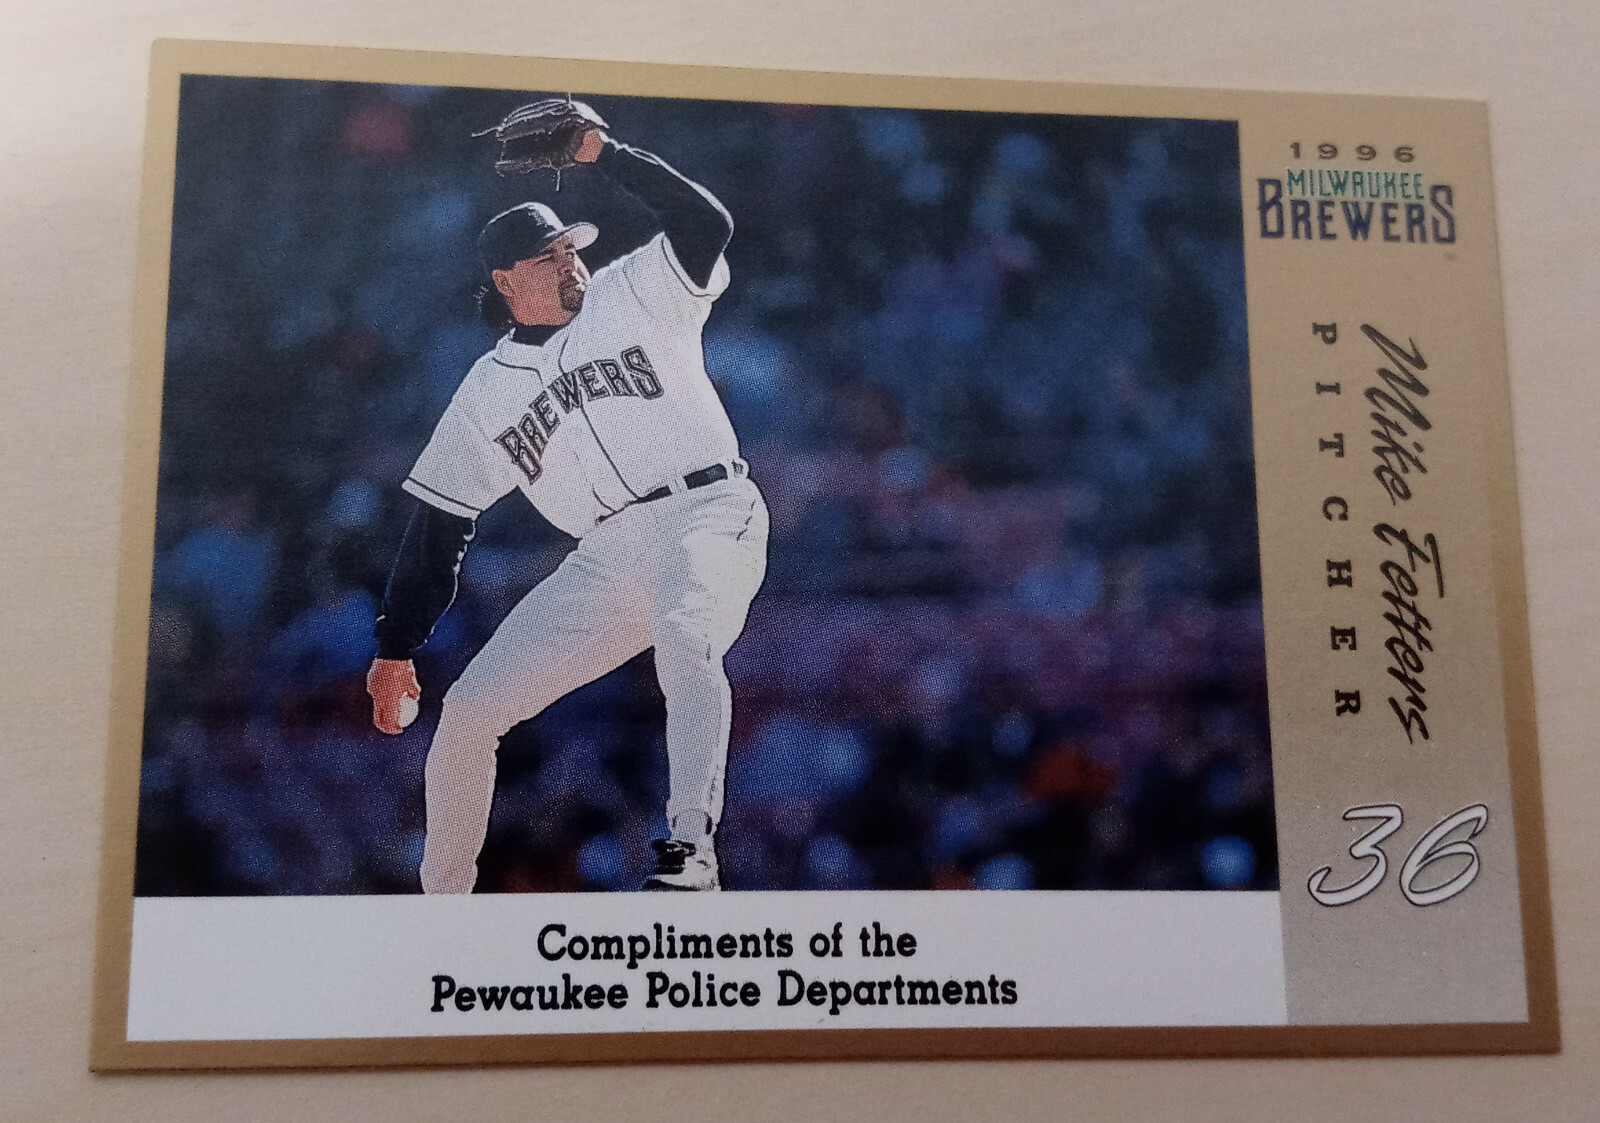 1996
MILWAUKEE
BREWERS
BREWERS
Mike Fetters
PITCHER
36
Compliments of the
Pewaukee Police Departments